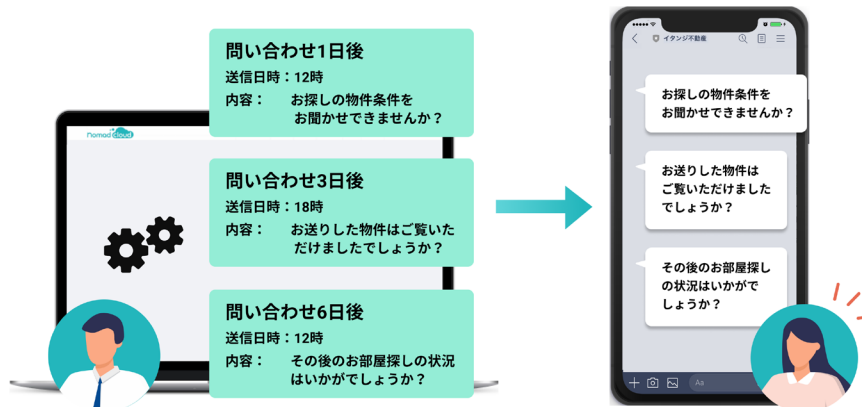 問い合わせ1日後
送信日時：12時
内容： お探しの物件条件を
お聞かせできませんか？
nomad cloud
問い合わせ3日後
送信日時：18時
内容： お送りした物件はご覧いた
だけましたでしょうか？
問い合わせ6日後
送信日時：12時
内容： その後のお部屋探しの状況
はいかがでしょうか？
イタンジ不動産
お探しの物件条件を
お聞かせできませんか？
お送りした物件は
ご覧いただけました
でしょうか？
その後のお部屋探し
の状況はいかがで
しょうか？
Aa